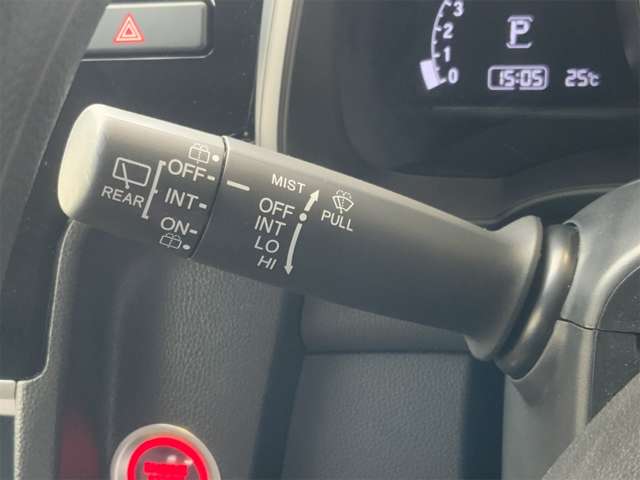 3
2
1
0
P
15:05 25℃
REAR
OFF
INT
ON
MIST
OFF
INT
LO
HI
PULL